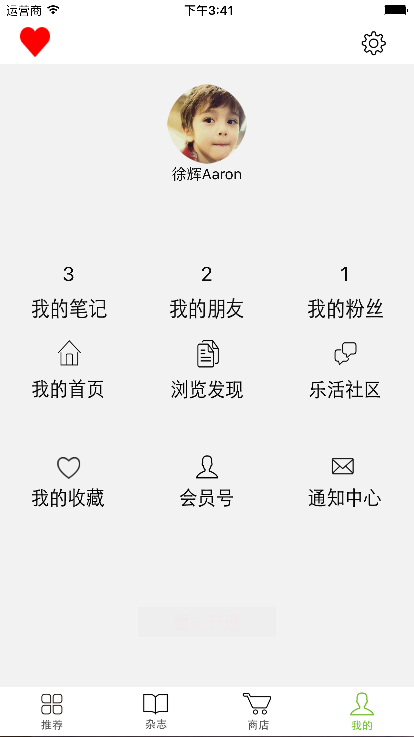 运营商 下午3:41
徐辉Aaron
3 2 1
我的笔记 我的朋友 我的粉丝
我的首页 浏览发现 乐活社区
我的收藏 会员号 通知中心
推荐 杂志 商店 我的